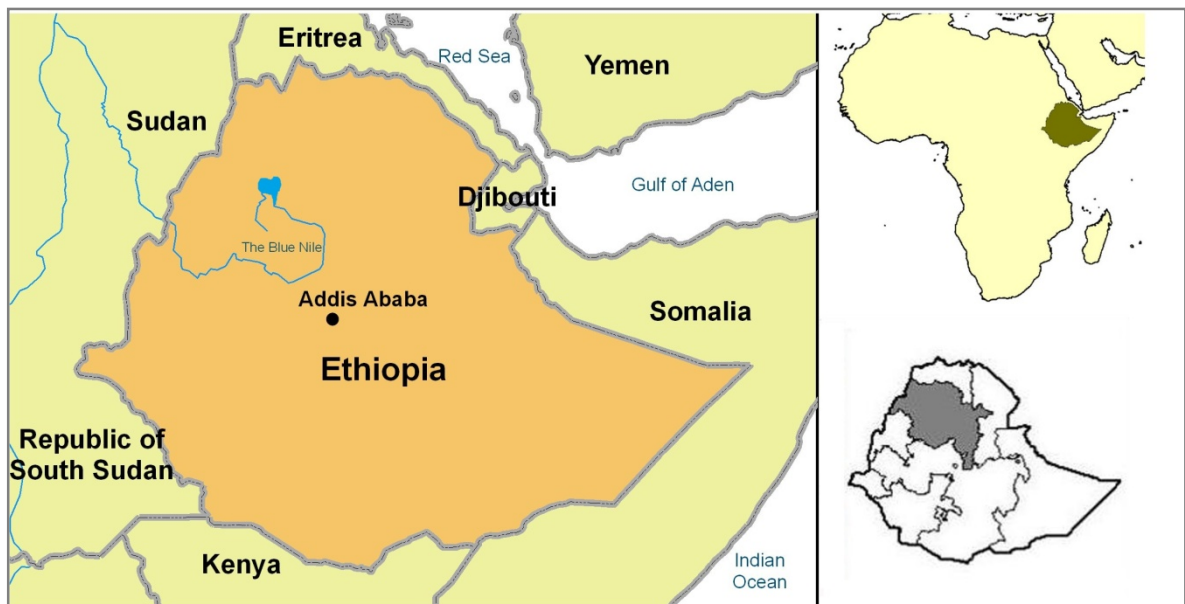 Eritrea
Red Sea
Yemen
Sudan
Djibouti
Gulf of Aden
The Blue Nile
Addis Ababa
Somalia
Ethiopia
Republic of
South Sudan
Kenya
Indian
Ocean